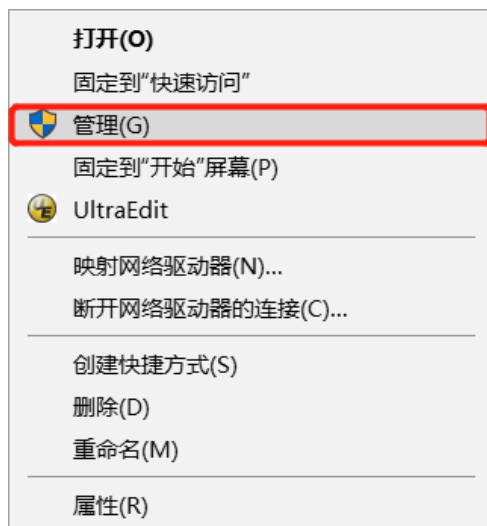 打开(O)
固定到"快速访问"
管理(G)
固定到"开始"屏幕(P)
UltraEdit
映射网络驱动器(N)...
断开网络驱动器的连接(C)...
创建快捷方式(S)
删除(D)
重命名(M)
属性(R)